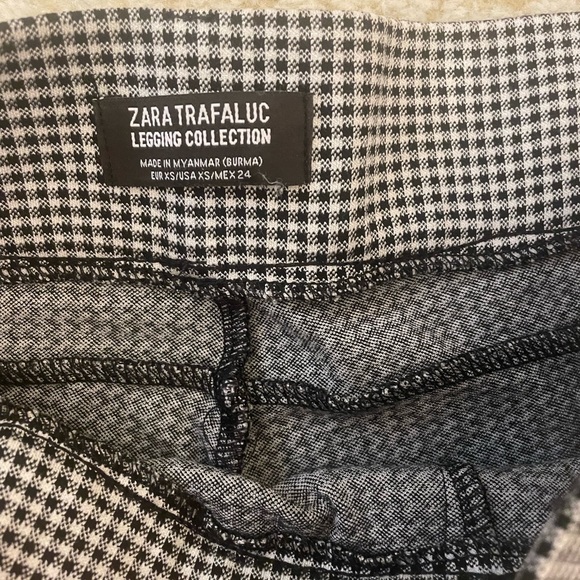 ZARA TRAFALUC
LEGGING COLLECTION
MADE IN MYANMAR (BURMA)
EUR XS/USA XS/MEX 24